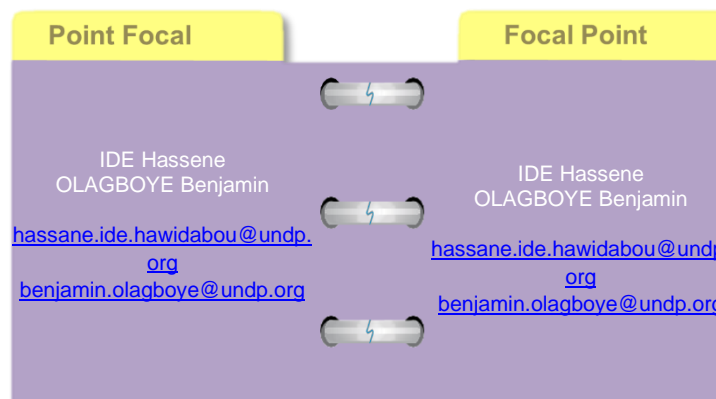 Point Focal
IDE Hassene
OLAGBOYE Benjamin
hassane.ide.hawidabou@undp.
org
benjamin.olagboye@undp.org
Focal Point
IDE Hassene
OLAGBOYE Benjamin
hassane.ide.hawidabou@undp
org
benjamin.olagboye@undp.org